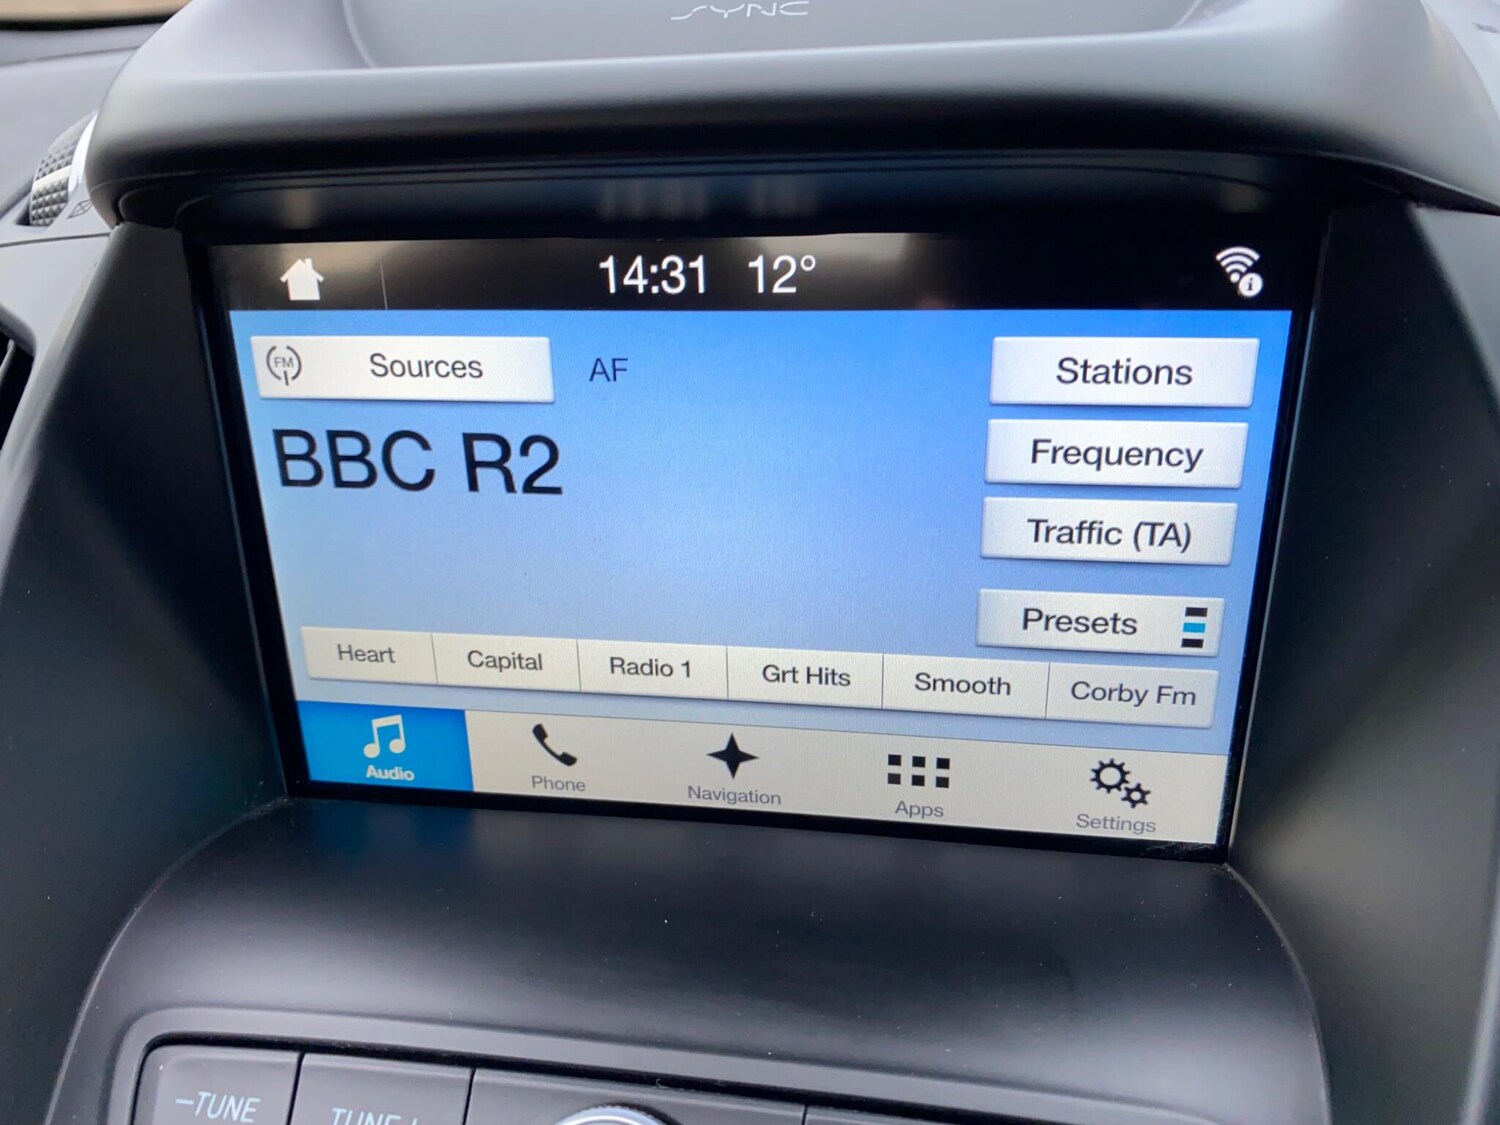 SYNC
14:31 12°
FM Sources AF Stations
BBC R2
Frequency
Traffic (TA)
Presets
Heart Capital Radio 1 Grt Hits Smooth Corby Fm
Audio Phone Navigation Apps Settings
–TUNE TUNE+